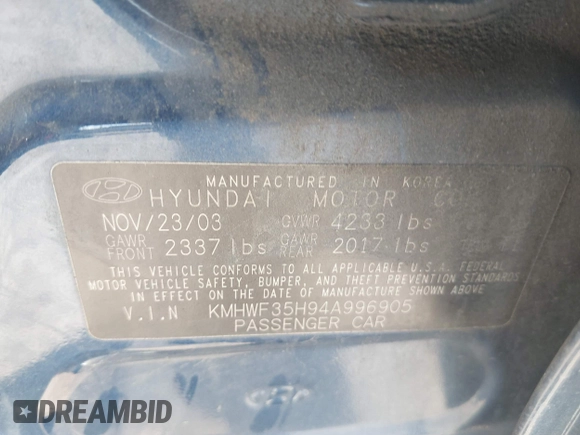 MANUFACTURED IN KOREA
HYUNDAI MOTOR CO
NOV/23/03 GVWR 4233 lbs
GAWR FRONT 2337 lbs GAWR REAR 2017 lbs
THIS VEHICLE CONFORMS TO ALL APPLICABLE U.S.A. FEDERAL
MOTOR VEHICLE SAFETY, BUMPER, AND THEFT PREVENTION STANDARDS
IN EFFECT ON THE DATE OF MANUFACTURE SHOWN ABOVE
V.I.N KMHWF35H94A996905
PASSENGER CAR
DREAMBID